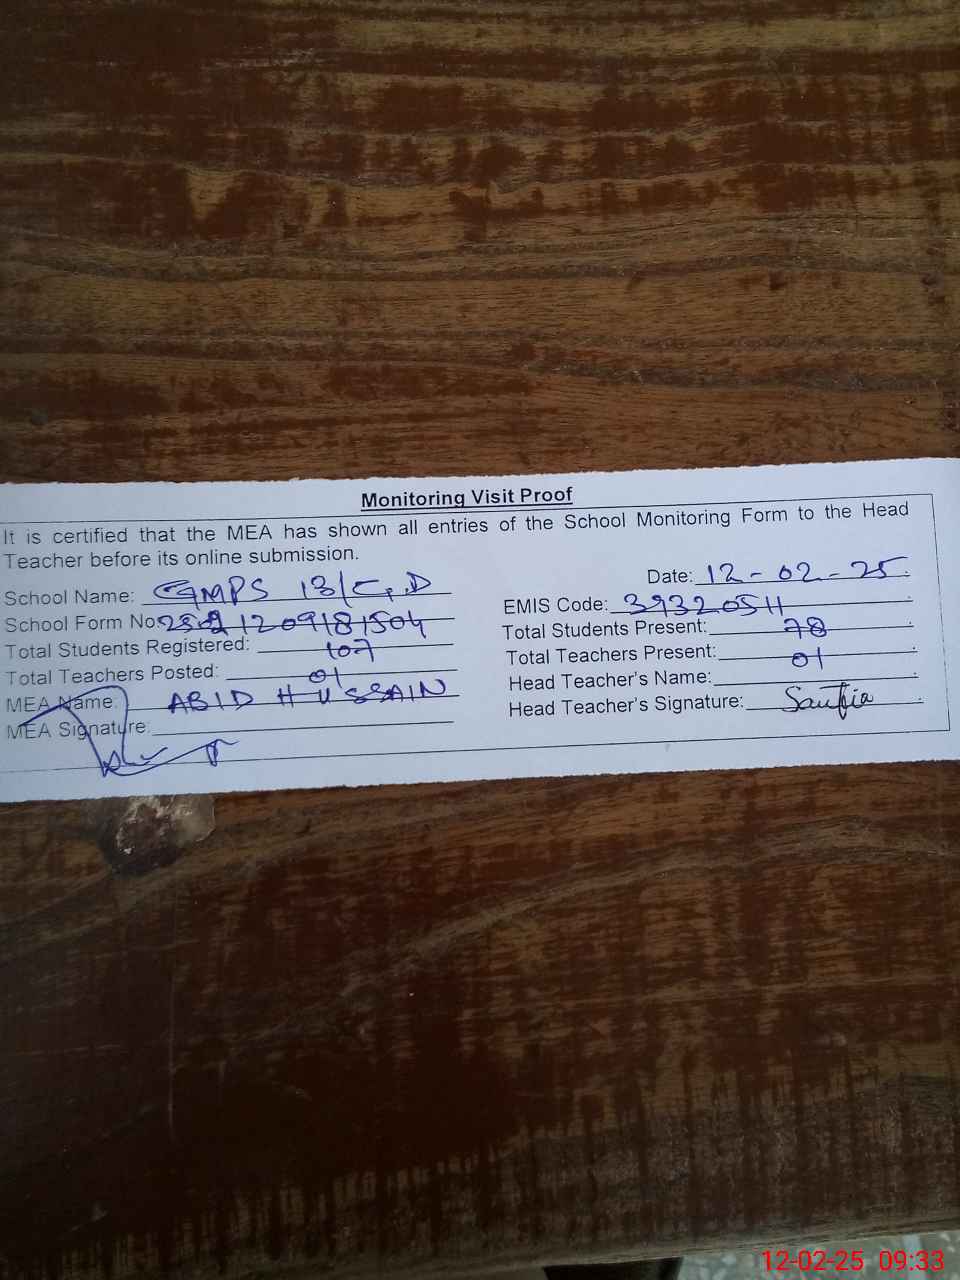 Monitoring Visit Proof
It is certified that the MEA has shown all entries of the School Monitoring Form to the Head
Teacher before its online submission.
Date: 12-02-25
School Name: GMPS 13/G.D
EMIS Code: 39320511
School Form No:
Total Students Present: 78
Total Students Registered: 107
Total Teachers Present: 01
Total Teachers Posted: 01
Head Teacher's Name:
MEA Name: ABID HUSSAIN
Head Teacher's Signature:
MEA Signature:
12-02-25 09:33